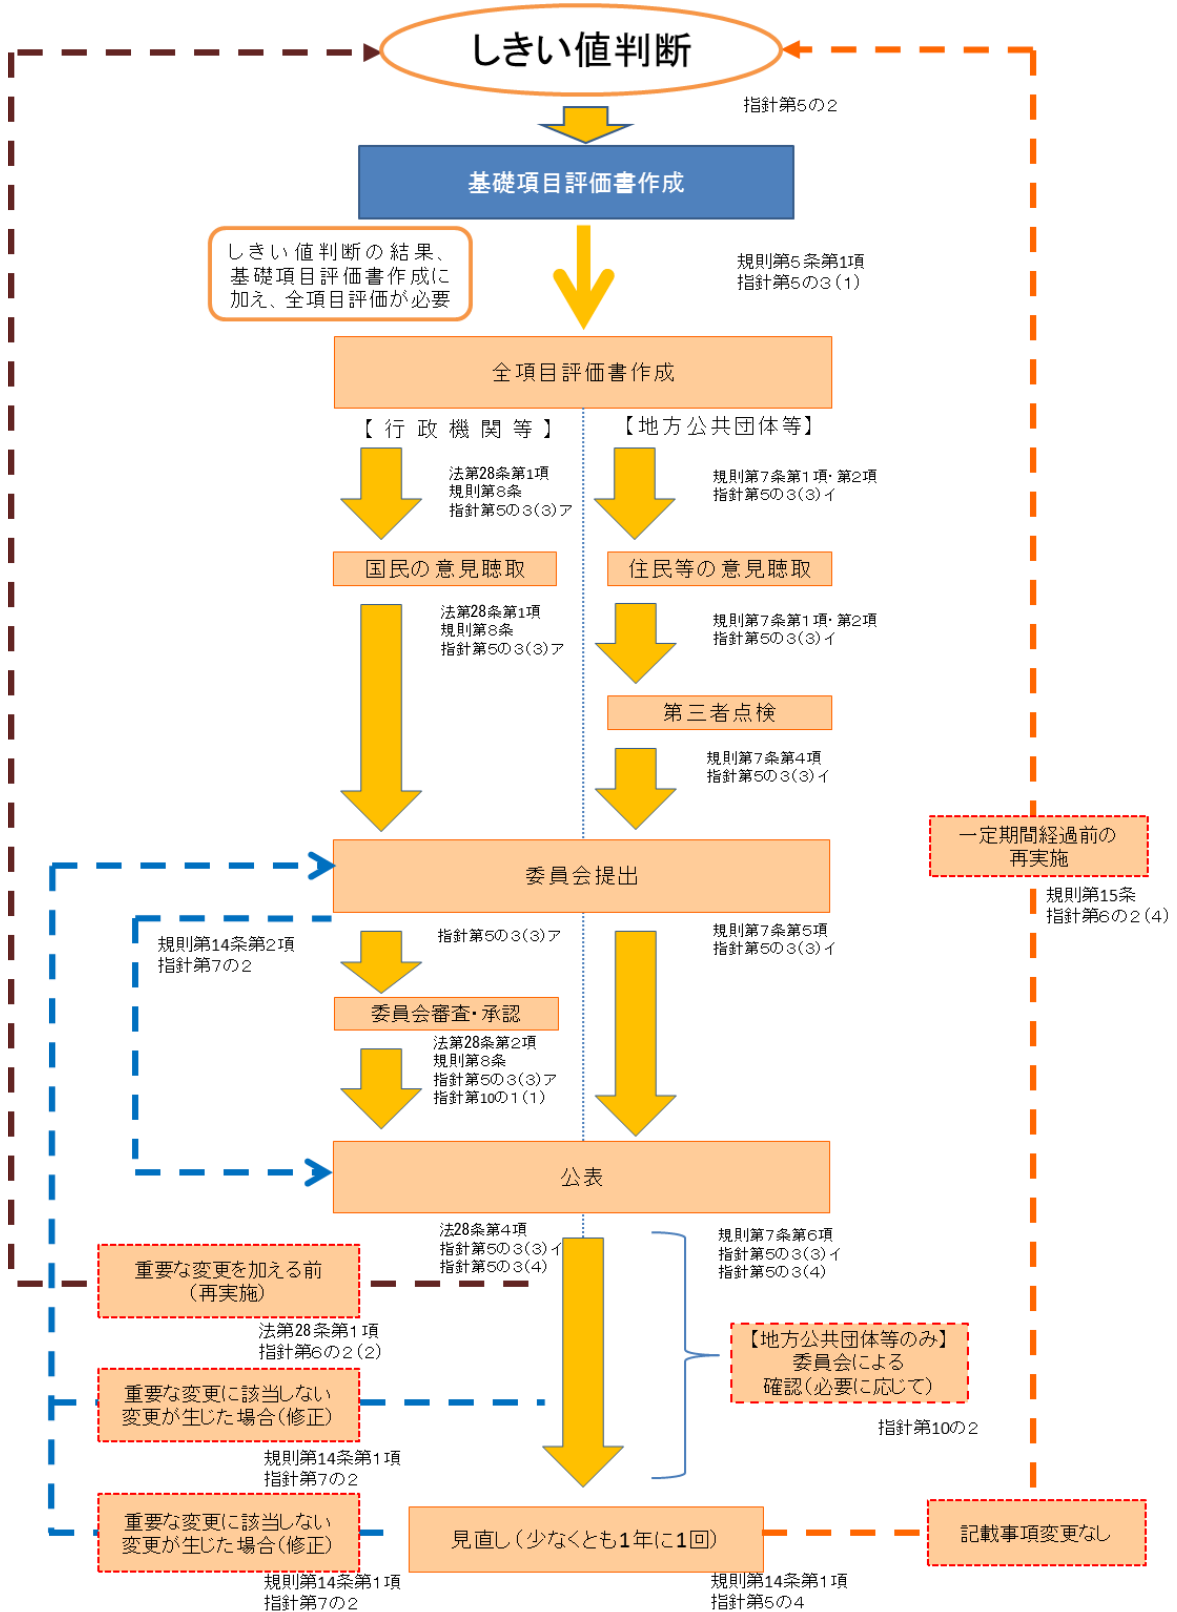 しきい値判断
指針第5の2
基礎項目評価書作成
しきい値判断の結果、
基礎項目評価書作成に
加え、全項目評価が必要
規則第5条第1項
指針第5の3(1)
全項目評価書作成
【行政機関等】
【地方公共団体等】
法第28条第1項
規則第8条
指針第5の3(3)ア
規則第7条第1項・第2項
指針第5の3(3)イ
国民の意見聴取
住民等の意見聴取
法第28条第1項
規則第8条
指針第5の3(3)ア
規則第7条第1項・第2項
指針第5の3(3)イ
第三者点検
規則第7条第4項
指針第5の3(3)イ
一定期間経過前の
再実施
規則第15条
指針第6の2(4)
委員会提出
規則第14条第2項
指針第7の2
指針第5の3(3)ア
規則第7条第5項
指針第5の3(3)イ
委員会審査・承認
法第28条第2項
規則第8条
指針第5の3(3)ア
指針第10の1(1)
公表
法28条第4項
指針第5の3(3)イ
指針第5の3(4)
規則第7条第6項
指針第5の3(3)イ
指針第5の3(4)
重要な変更を加える前
(再実施)
法第28条第1項
指針第6の2(2)
【地方公共団体等のみ】
委員会による
確認(必要に応じて)
指針第10の2
重要な変更に該当しない
変更が生じた場合(修正)
規則第14条第1項
指針第7の2
重要な変更に該当しない
変更が生じた場合(修正)
規則第14条第1項
指針第7の2
見直し(少なくとも1年に1回)
規則第14条第1項
指針第5の4
記載事項変更なし